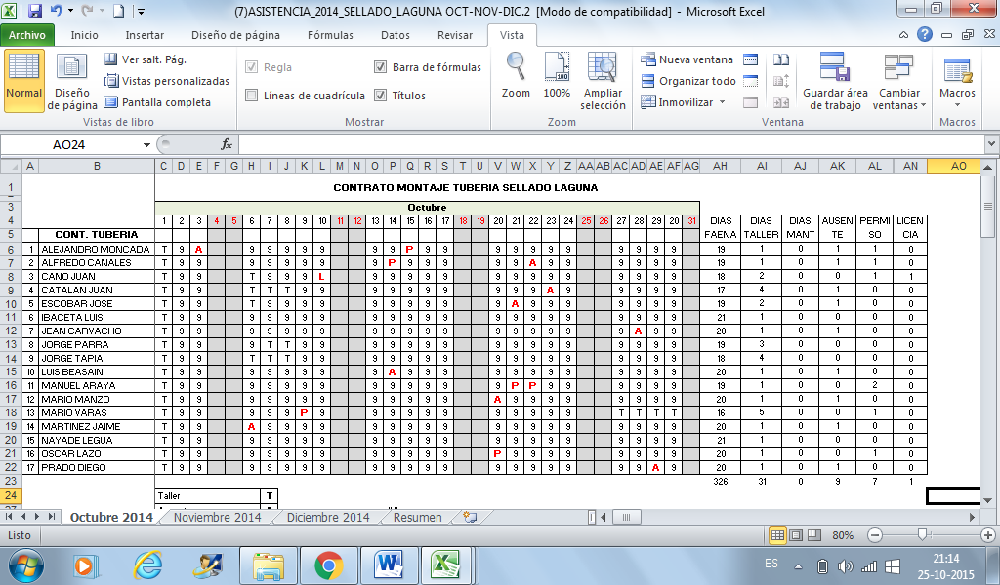 (7)ASISTENCIA_2014_SELLADO_LAGUNA OCT-NOV-DIC.2 [Modo de compatibilidad] - Microsoft Excel
Archivo Inicio Insertar Diseño de página Fórmulas Datos Revisar Vista
Normal
Diseño de página
Ver salt. Pág.
Vistas personalizadas
Pantalla completa
Vistas de libro
Regla
Barra de fórmulas
Líneas de cuadrícula
Títulos
Mostrar
Zoom
100%
Ampliar selección
Zoom
Nueva ventana
Organizar todo
Inmovilizar
Guardar área de trabajo
Cambiar ventanas
Ventana
Macros
Macros
AO24 fx
A B C D E F G H I J K L M N O P Q R S T U V W X Y Z AA AB AC AD AE AF AG AH AI AJ AK AL AN AO
1 CONTRATO MONTAJE TUBERIA SELLADO LAGUNA
3 Octubre
4 1 2 3 4 5 6 7 8 9 10 11 12 13 14 15 16 17 18 19 20 21 22 23 24 25 26 27 28 29 20 31 DIAS DIAS DIAS AUSEN PERMI LICEN
5 CONT. TUBERIA FAENA TALLER MANT TE SO CIA
6 1 ALEJANDRO MONCADA T 9 A 9 9 9 9 9 9 9 P 9 9 9 9 9 9 9 9 9 9 9 19 1 0 1 1 0
7 2 ALFREDO CANALES T 9 9 9 9 9 9 9 9 P 9 9 9 9 9 A 9 9 9 9 9 9 19 1 0 1 1 0
8 3 CANO JUAN T 9 9 T 9 9 9 L 9 9 9 9 9 9 9 9 9 9 9 9 9 9 18 2 0 0 1 1
9 4 CATALAN JUAN T 9 9 T T T 9 9 9 9 9 9 9 9 9 9 A 9 9 9 9 9 17 4 0 1 0 0
10 5 ESCOBAR JOSE T 9 9 T 9 9 9 9 9 9 9 9 9 9 A 9 9 9 9 9 9 9 19 2 0 1 0 0
11 6 IBACETA LUIS T 9 9 9 9 9 9 9 9 9 9 9 9 9 9 9 9 9 9 9 9 9 21 1 0 0 0 0
12 7 JEAN CARVACHO T 9 9 9 9 9 9 9 9 9 9 9 9 9 9 9 9 9 9 A 9 9 20 1 0 1 0 0
13 8 JORGE PARRA T 9 9 9 T T 9 9 9 9 9 9 9 9 9 9 9 9 9 9 9 9 19 3 0 0 0 0
14 9 JORGE TAPIA T 9 9 T T T 9 9 9 9 9 9 9 9 9 9 9 9 9 9 9 9 18 4 0 0 0 0
15 10 LUIS BEASAIN T 9 9 9 9 9 9 9 9 A 9 9 9 9 9 9 9 9 9 9 9 9 20 1 0 1 0 0
16 11 MANUEL ARAYA T 9 9 9 9 9 9 9 9 9 9 9 9 9 P P 9 9 9 9 9 9 19 1 0 0 2 0
17 12 MARIO MANZO T 9 9 9 9 9 9 9 9 9 9 9 9 A 9 9 9 9 9 9 9 9 20 1 0 1 0 0
18 13 MARIO VARAS T 9 9 9 9 9 P 9 9 9 9 9 9 9 9 9 9 9 T T T T 16 5 0 0 1 0
19 14 MARTINEZ JAIME T 9 9 A 9 9 9 9 9 9 9 9 9 9 9 9 9 9 9 9 9 9 20 1 0 1 0 0
20 15 NAYADE LEGUA T 9 9 9 9 9 9 9 9 9 9 9 9 9 9 9 9 9 9 9 9 9 21 1 0 0 0 0
21 16 OSCAR LAZO T 9 9 9 9 9 9 9 9 9 9 9 9 P 9 9 9 9 9 9 9 9 20 1 0 0 1 0
22 17 PRADO DIEGO T 9 9 9 9 9 9 9 9 9 9 9 9 9 9 9 9 9 9 9 A 9 20 1 0 1 0 0
23 326 31 0 9 7 1
24 Taller T
Octubre 2014 Noviembre 2014 Diciembre 2014 Resumen
Listo 80%
ES 21:14
25-10-2015